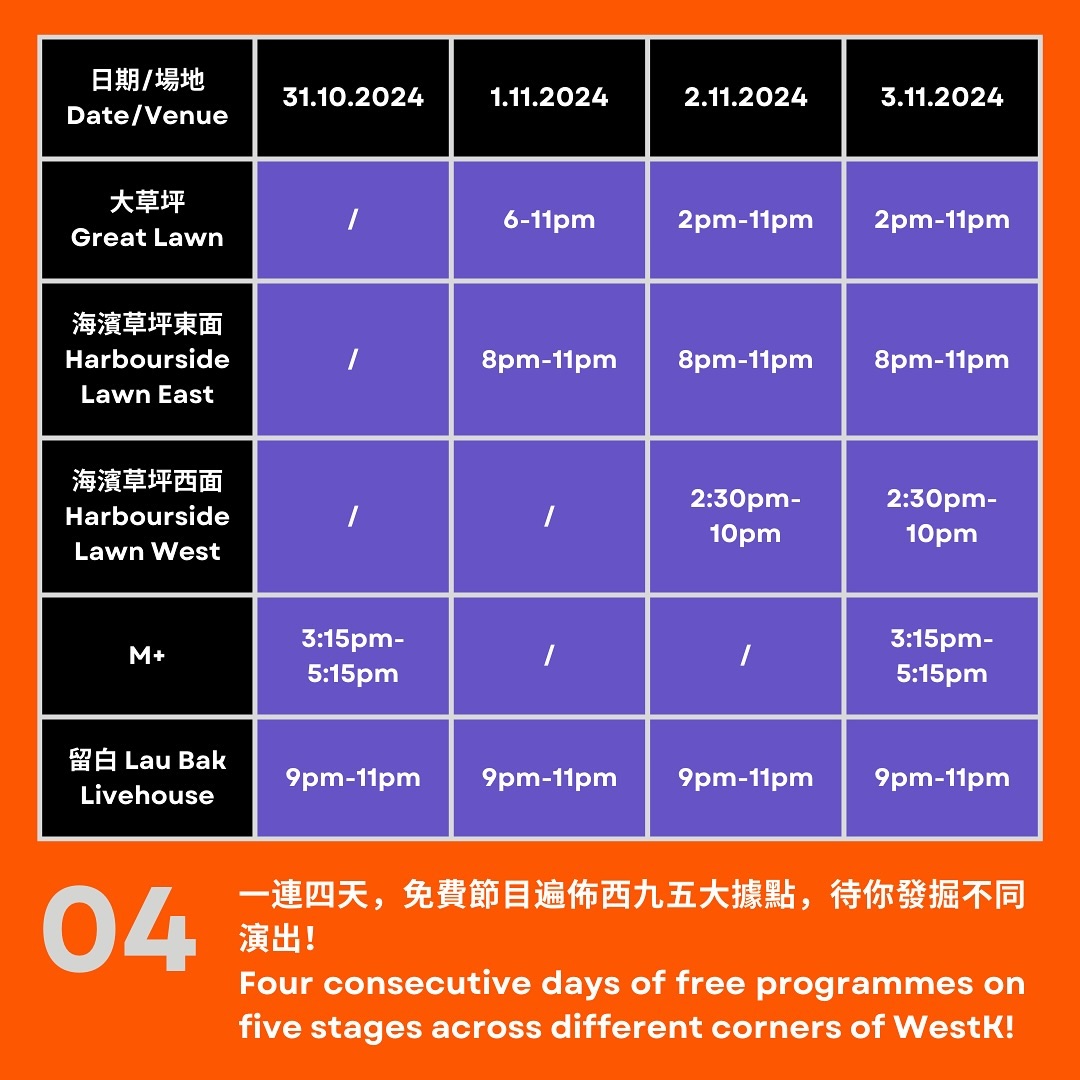 日期/場地
Date/Venue
31.10.2024
1.11.2024
2.11.2024
3.11.2024
大草坪
Great Lawn
/
6-11pm
2pm-11pm
2pm-11pm
海濱草坪東面
Harbourside
Lawn East
/
8pm-11pm
8pm-11pm
8pm-11pm
海濱草坪西面
Harbourside
Lawn West
/
/
2:30pm-
10pm
2:30pm-
10pm
M+
3:15pm-
5:15pm
/
/
3:15pm-
5:15pm
留白 Lau Bak
Livehouse
9pm-11pm
9pm-11pm
9pm-11pm
9pm-11pm
04
一連四天，免費節目遍佈西九五大據點，待你發掘不同
演出！
Four consecutive days of free programmes on
five stages across different corners of WestK!